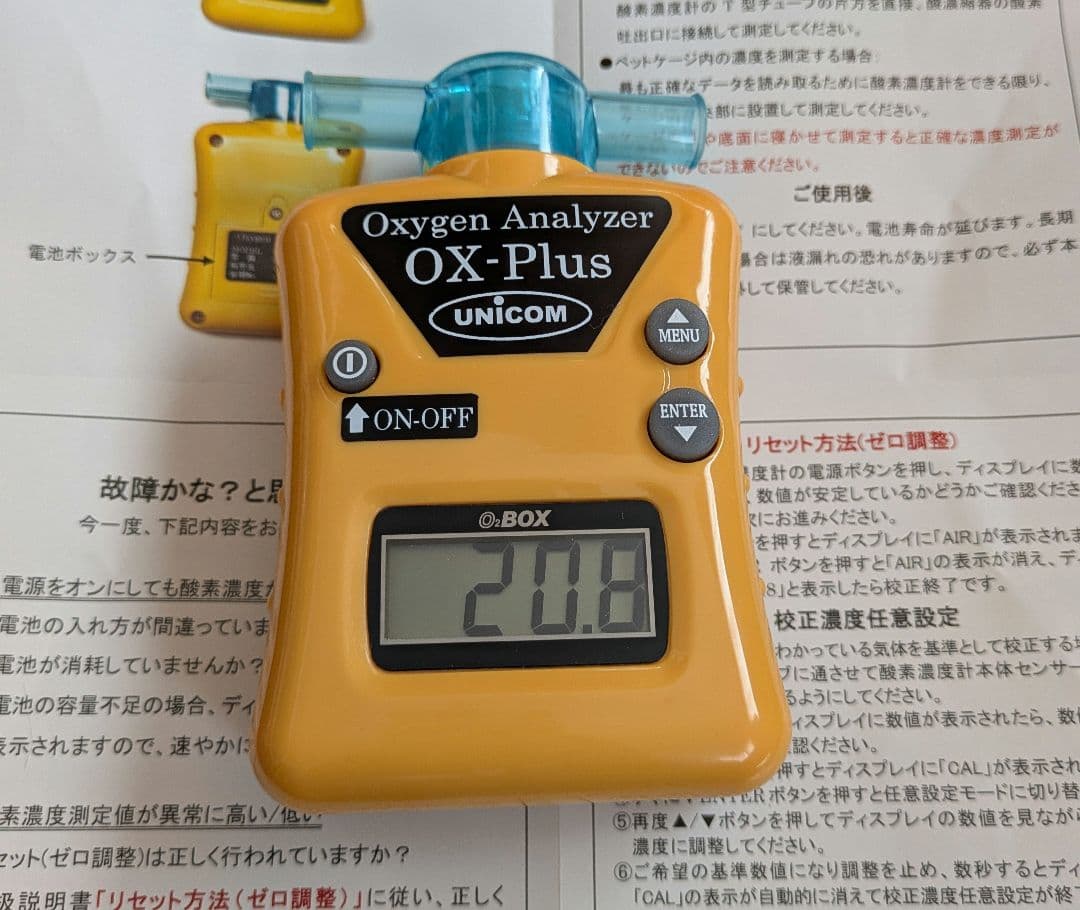 酸素濃度計の T 型チューブの片方を直接、酸濃縮器の酸素
吐出口に接続して測定してください。
●ペットケージ内の濃度を測定する場合:
最も正確なデータを読み取るために酸素濃度計をできる限り、
部に設置して測定してください。
や底面に寝かせて測定すると正確な濃度測定が
できないのでご注意ください。
ご使用後
にしてください。電池寿命が延びます。長期
場合は液漏れの恐れがありますので、必ず本
して保管してください。
電池ボックス
Oxygen Analyzer
OX-Plus
UNICOM
▲
MENU
ENTER
▼
ON-OFF
O₂BOX
20.8
故障かな?と思
今一度、下記内容をお
電源をオンにしても酸素濃度
電池の入れ方が間違っていま
電池が消耗していませんか?
電池の容量不足の場合、ディ
表示されますので、速やかに
素濃度測定値が異常に高い/低い
セット(ゼロ調整)は正しく行われていますか?
扱説明書「リセット方法(ゼロ調整)」に従い、正しく
リセット方法(ゼロ調整)
濃度計の電源ボタンを押し、ディスプレイに数
数値が安定しているかどうかご確認くださ
次にお進みください。
を押すとディスプレイに「AIR」が表示されま
ボタンを押すと「AIR」の表示が消え、デ
8」と表示したら校正終了です。
校正濃度任意設定
わかっている気体を基準として校正する場
ブに通させて酸素濃度計本体センサー
るようにしてください。
ィスプレイに数値が表示されたら、数値
認ください。
押すとディスプレイに「CAL」が表示され
ENTERボタンを押すと任意設定モードに切り替
⑤再度▲/▼ボタンを押してディスプレイの数値を見なが
濃度に調整してください。
⑥ご希望の基準数値になり調整を止め、数秒するとディ
「CAL」の表示が自動的に消えて校正濃度任意設定が終